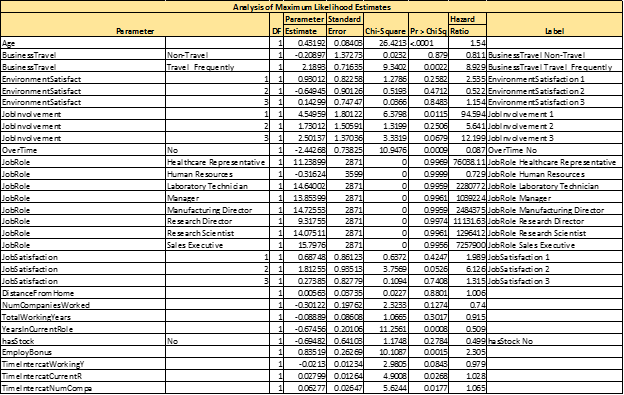 Analysis of Maximum Likelihood Estimates
Parameter DF Parameter Estimate Standard Error Chi-Square Pr > ChiSq Hazard Ratio Label
Age 1 0.43192 0.08403 26.4213 <.0001 1.54
BusinessTravel Non-Travel 1 -0.20897 1.37273 0.0232 0.879 0.811 BusinessTravel Non-Travel
BusinessTravel Travel_Frequently 1 2.1893 0.71635 9.3402 0.0022 8.929 BusinessTravel Travel_Frequently
EnvironmentSatisfact 1 1 0.93012 0.82258 1.2786 0.2582 2.535 EnvironmentSatisfaction 1
EnvironmentSatisfact 2 1 -0.64945 0.90126 0.5193 0.4712 0.522 EnvironmentSatisfaction 2
EnvironmentSatisfact 3 1 0.14299 0.74747 0.0366 0.8483 1.154 EnvironmentSatisfaction 3
JobInvolvement 1 1 4.54959 1.80122 6.3798 0.0115 94.594 JobInvolvement 1
JobInvolvement 2 1 1.73012 1.50591 1.3199 0.2506 5.641 JobInvolvement 2
JobInvolvement 3 1 2.50137 1.37036 3.3319 0.0679 12.199 JobInvolvement 3
OverTime No 1 -2.44268 0.73825 10.9476 0.0009 0.087 OverTime No
JobRole Healthcare Representative 1 11.23899 2871 0 0.9969 76038.11 JobRole Healthcare Representative
JobRole Human Resources 1 -0.31624 3599 0 0.9999 0.729 JobRole Human Resources
JobRole Laboratory Technician 1 14.64002 2871 0 0.9959 2280772 JobRole Laboratory Technician
JobRole Manager 1 13.85399 2871 0 0.9961 1039224 JobRole Manager
JobRole Manufacturing Director 1 14.72553 2871 0 0.9959 2484375 JobRole Manufacturing Director
JobRole Research Director 1 9.31755 2871 0 0.9974 11131.63 JobRole Research Director
JobRole Research Scientist 1 14.07511 2871 0 0.9961 1296412 JobRole Research Scientist
JobRole Sales Executive 1 15.7976 2871 0 0.9956 7257900 JobRole Sales Executive
JobSatisfaction 1 1 0.68748 0.86123 0.6372 0.4247 1.989 JobSatisfaction 1
JobSatisfaction 2 1 1.81255 0.93513 3.7569 0.0526 6.126 JobSatisfaction 2
JobSatisfaction 3 1 0.27385 0.82779 0.1094 0.7408 1.315 JobSatisfaction 3
DistanceFromHome 1 0.00563 0.03735 0.0227 0.8801 1.006
NumCompaniesWorked 1 -0.30122 0.19762 2.3233 0.1274 0.74
TotalWorkingYears 1 -0.08889 0.08608 1.0665 0.3017 0.915
YearsInCurrentRole 1 -0.67456 0.20106 11.2561 0.0008 0.509
hasStock No 1 -0.69482 0.64103 1.1748 0.2784 0.499 hasStock No
EmployBonus 1 0.83519 0.26269 10.1087 0.0015 2.305
TimeIntercatWorkingY 1 -0.0213 0.01234 2.9805 0.0843 0.979
TimeIntercatCurrentR 1 0.02799 0.01264 4.9008 0.0268 1.028
TimeIntercatNumCompa 1 0.06277 0.02647 5.6244 0.0177 1.065